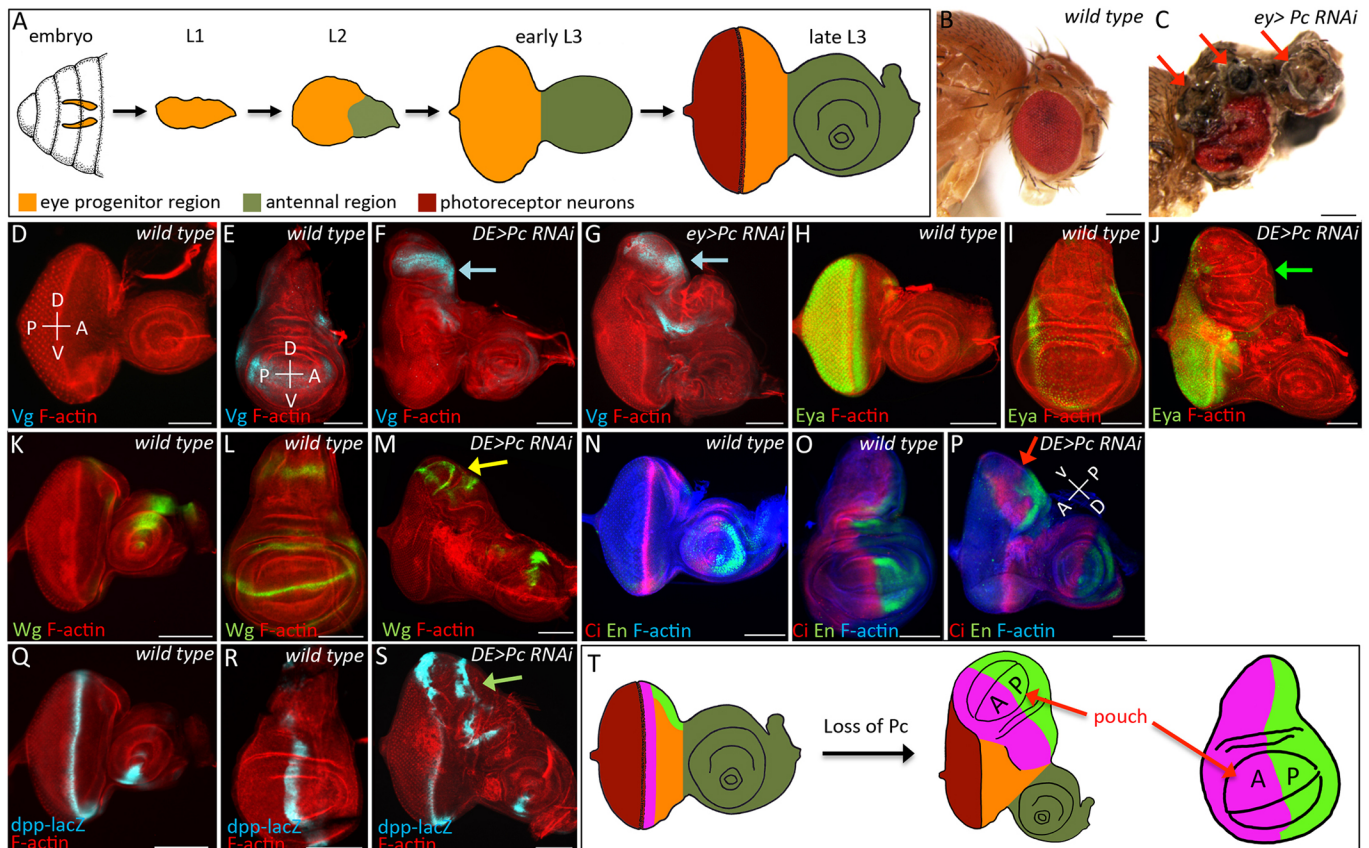 A
embryo
L1
L2
early L3
late L3
eye progenitor region
antennal region
photoreceptor neurons
B
wild type
C
ey> Pc RNAi
D
wild type
D
P A
V
Vg F-actin
E
wild type
D
P A
V
Vg F-actin
F
DE>Pc RNAi
Vg F-actin
G
ey>Pc RNAi
Vg F-actin
H
wild type
Eya F-actin
I
wild type
Eya F-actin
J
DE>Pc RNAi
Eya F-actin
K
wild type
Wg F-actin
L
wild type
Wg F-actin
M
DE>Pc RNAi
Wg F-actin
N
wild type
Ci En F-actin
O
wild type
Ci En F-actin
P
DE>Pc RNAi
V P
A D
Ci En F-actin
Q
wild type
dpp-lacZ
F-actin
R
wild type
dpp-lacZ
F-actin
S
DE>Pc RNAi
dpp-lacZ
F-actin
T
Loss of Pc
A P
pouch
A P